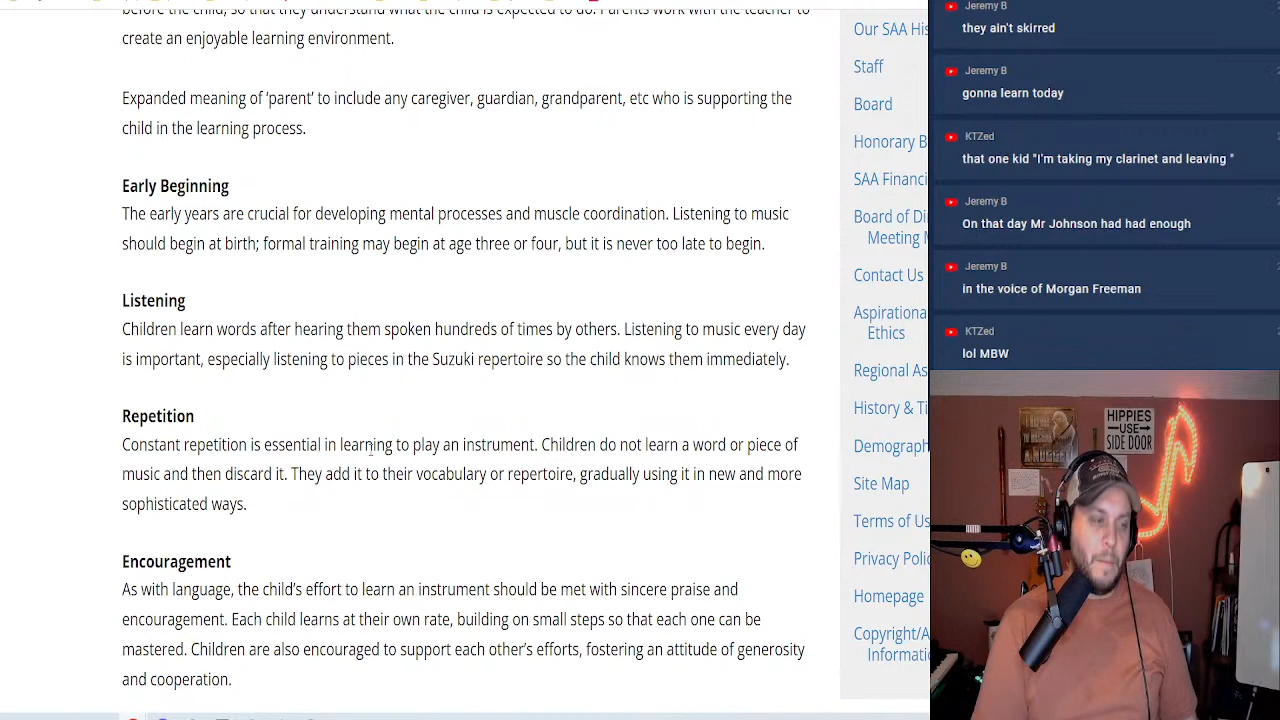 before the child, so that they understand what the child is expected to do. Parents work with the teacher to
create an enjoyable learning environment.
Expanded meaning of ‘parent’ to include any caregiver, guardian, grandparent, etc who is supporting the
child in the learning process.
Early Beginning
The early years are crucial for developing mental processes and muscle coordination. Listening to music
should begin at birth; formal training may begin at age three or four, but it is never too late to begin.
Listening
Children learn words after hearing them spoken hundreds of times by others. Listening to music every day
is important, especially listening to pieces in the Suzuki repertoire so the child knows them immediately.
Repetition
Constant repetition is essential in learning to play an instrument. Children do not learn a word or piece of
music and then discard it. They add it to their vocabulary or repertoire, gradually using it in new and more
sophisticated ways.
Encouragement
As with language, the child’s effort to learn an instrument should be met with sincere praise and
encouragement. Each child learns at their own rate, building on small steps so that each one can be
mastered. Children are also encouraged to support each other’s efforts, fostering an attitude of generosity
and cooperation.
Our SAA His
Staff
Board
Honorary B
SAA Financi
Board of Di
Meeting M
Contact Us
Aspirationa
Ethics
Regional As
History & Ti
Demograph
Site Map
Terms of Us
Privacy Poli
Homepage
Copyright/A
Informati
Jeremy B
they ain't skirred
Jeremy B
gonna learn today
KTZed
that one kid "I'm taking my clarinet and leaving "
Jeremy B
On that day Mr Johnson had had enough
Jeremy B
in the voice of Morgan Freeman
KTZed
lol MBW
HIPPIES
USE
SIDE DOOR